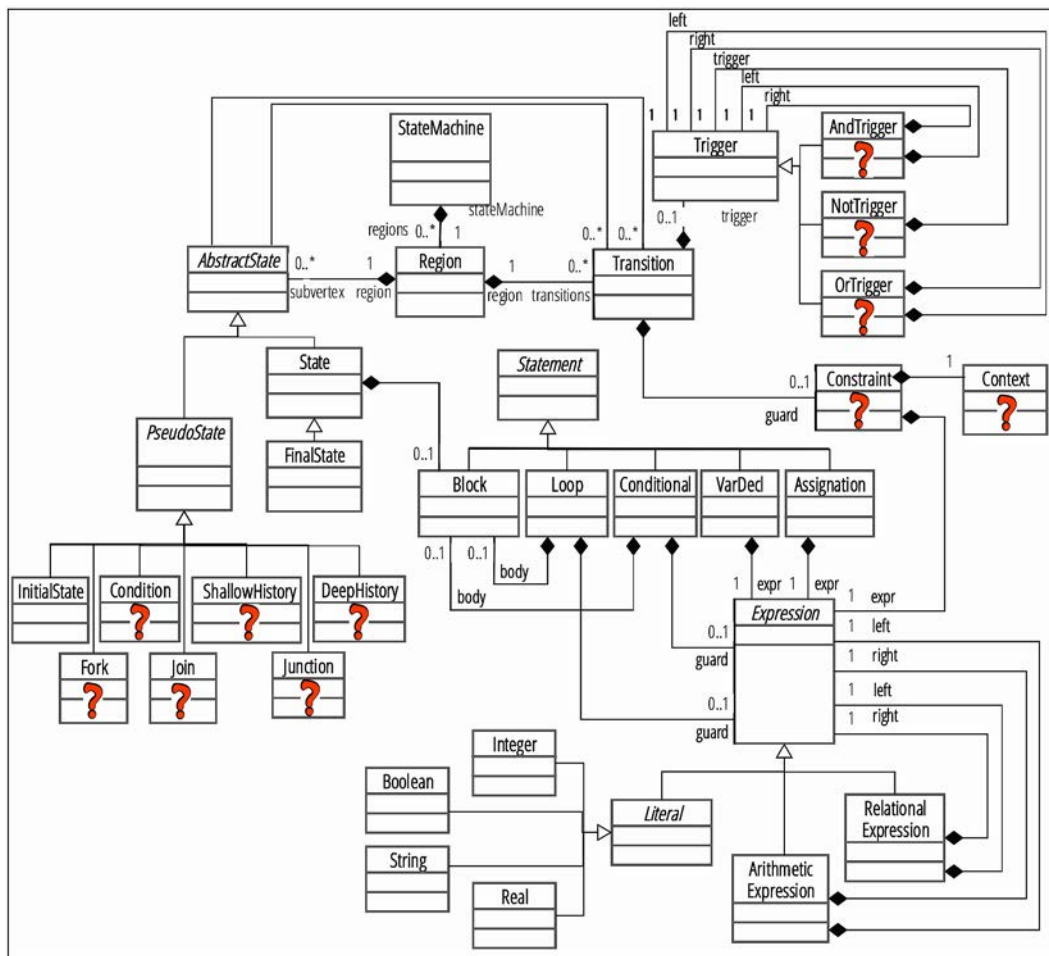 left
right
trigger
left
right
1 1 1 1 1
StateMachine
Trigger
AndTrigger
?
stateMachine
0..1
trigger
NotTrigger
?
regions 0..* 1
0..* 0..*
AbstractState
0..*
1
Region
1
0..*
Transition
OrTrigger
?
subvertex region
region transitions
State
Statement
0..1
Constraint
?
1
Context
?
guard
PseudoState
FinalState
0..1
Block
Loop
Conditional
VarDecl
Assignation
0..1
0..1
body
body
InitialState
Condition
?
ShallowHistory
?
DeepHistory
?
1 expr
1 expr
Expression
1 expr
1 left
1 right
1 left
1 right
0..1
guard
0..1
guard
Fork
?
Join
?
Junction
?
Integer
Boolean
Literal
Relational
Expression
String
Real
Arithmetic
Expression